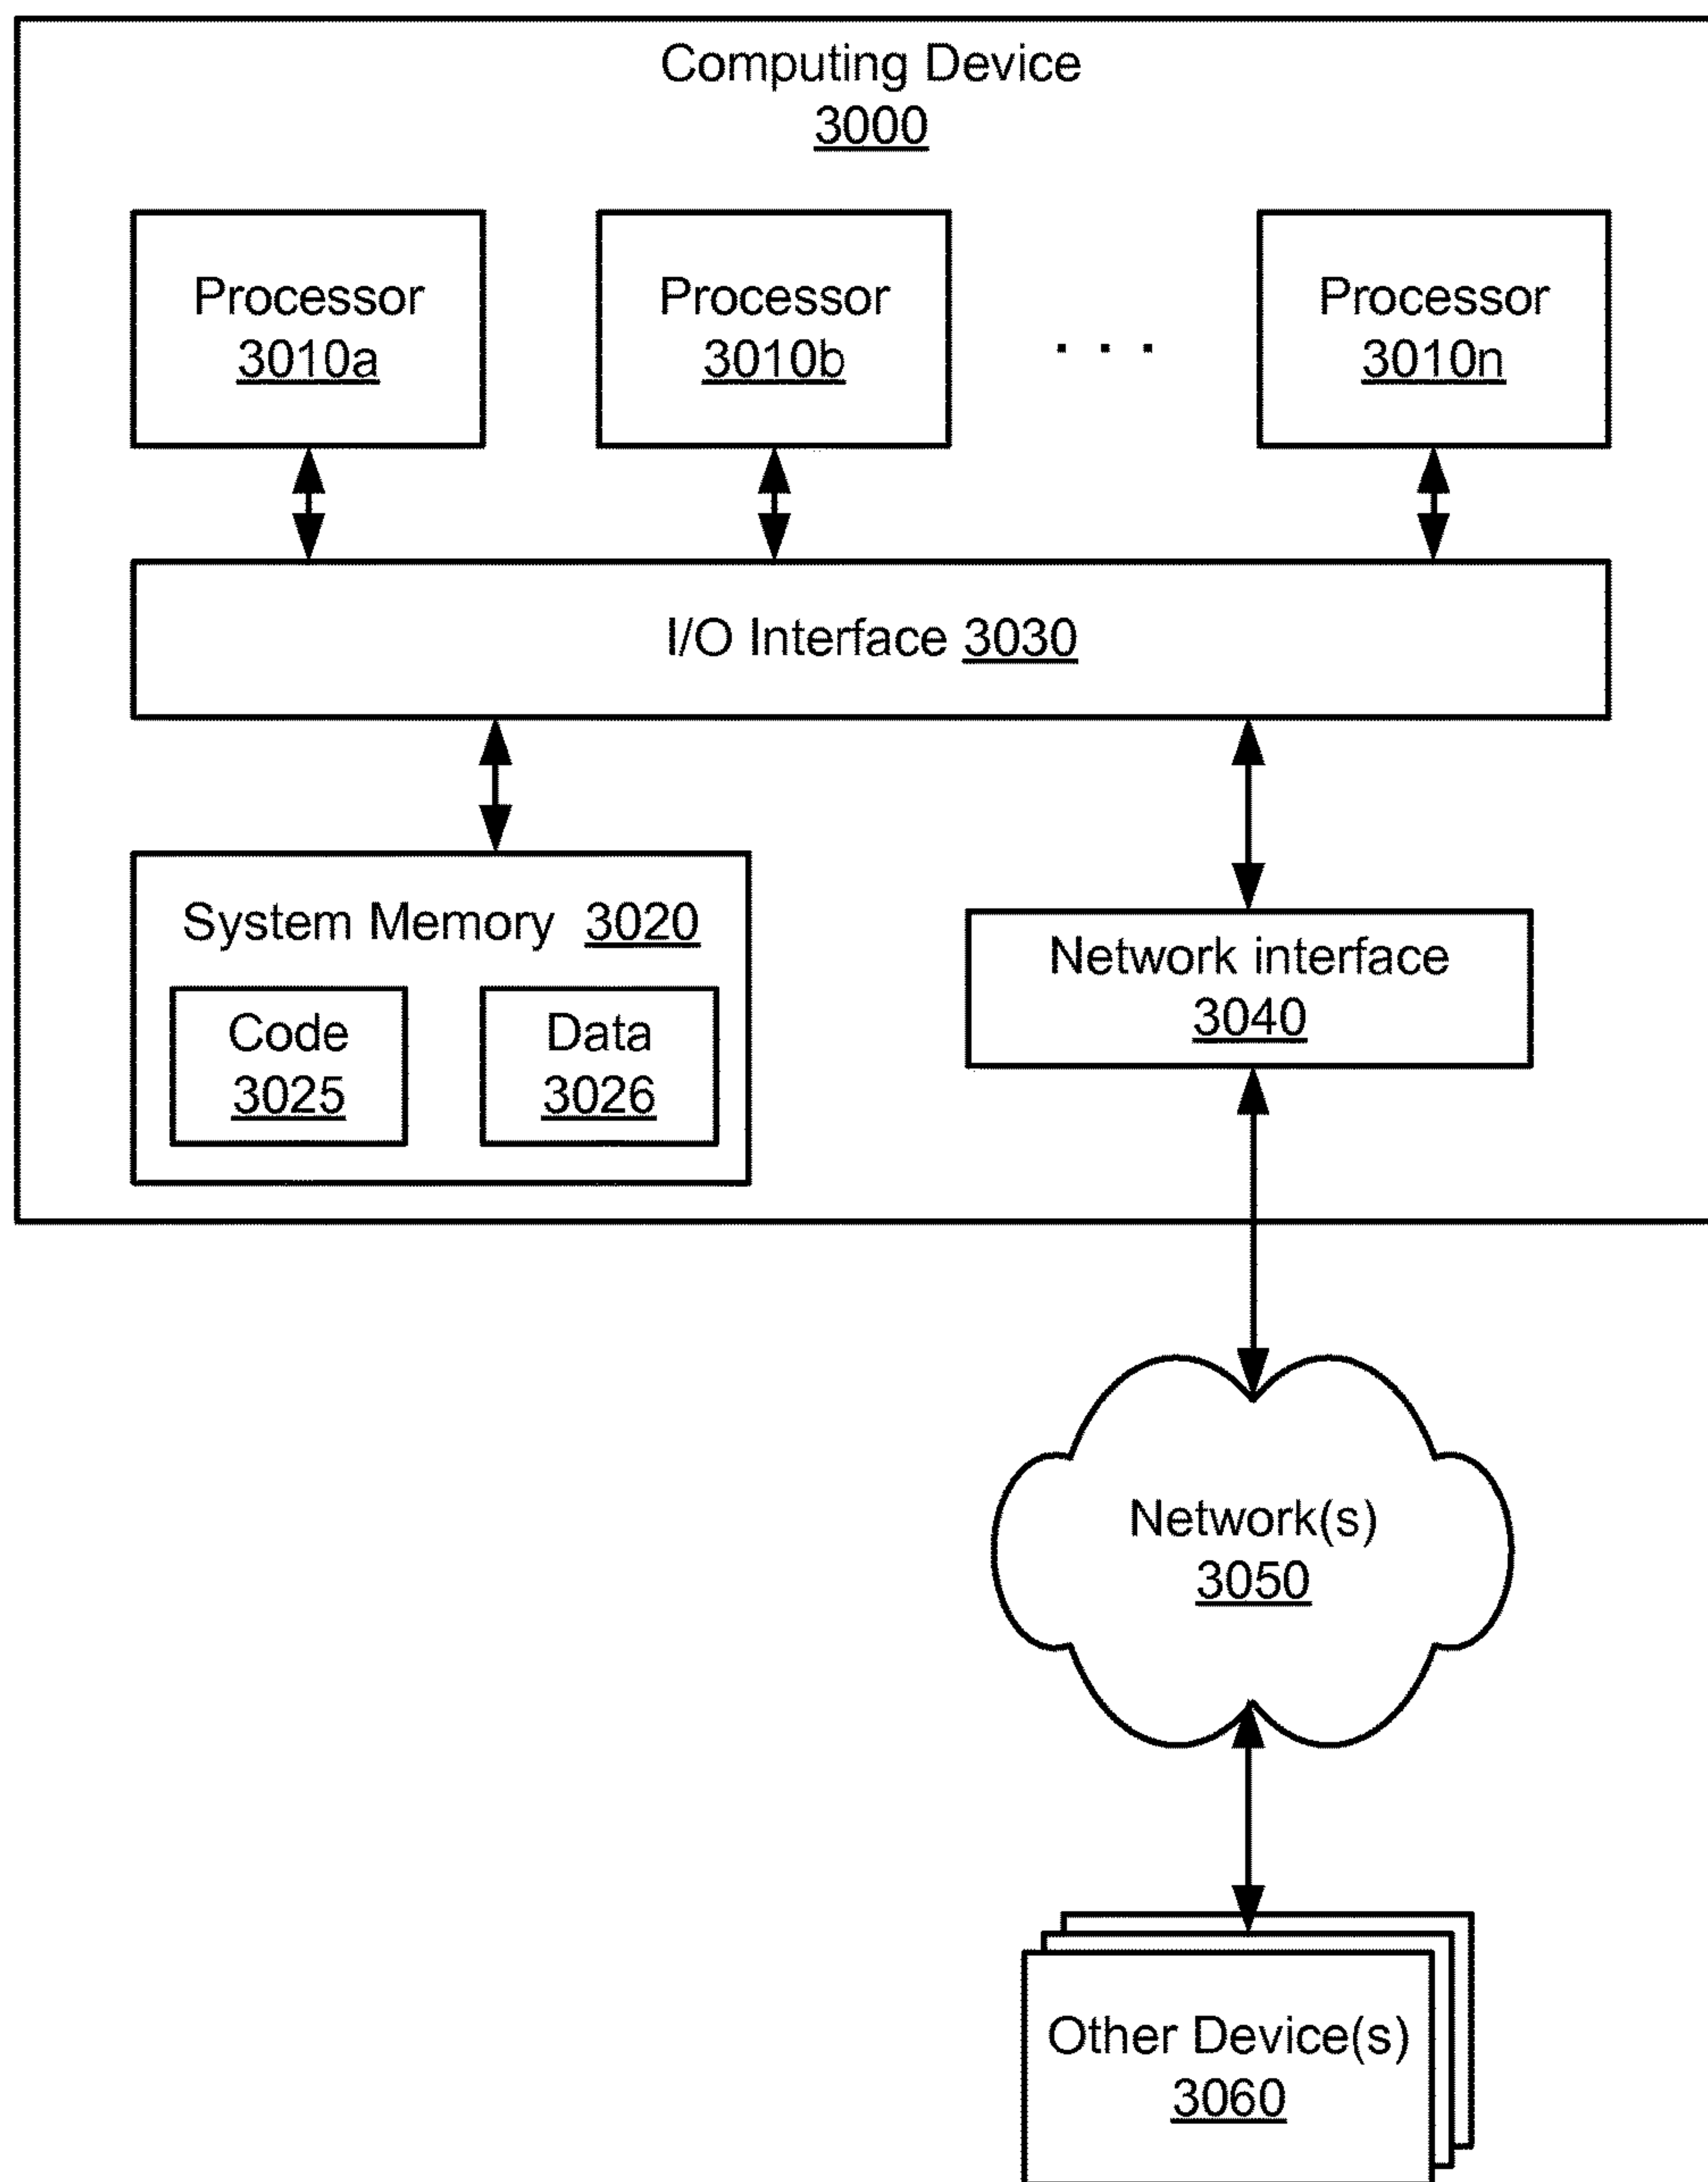 Computing Device
3000
Processor
3010a
Processor
3010b
. . .
Processor
3010n
I/O Interface 3030
System Memory 3020
Code
3025
Data
3026
Network interface
3040
Network(s)
3050
Other Device(s)
3060